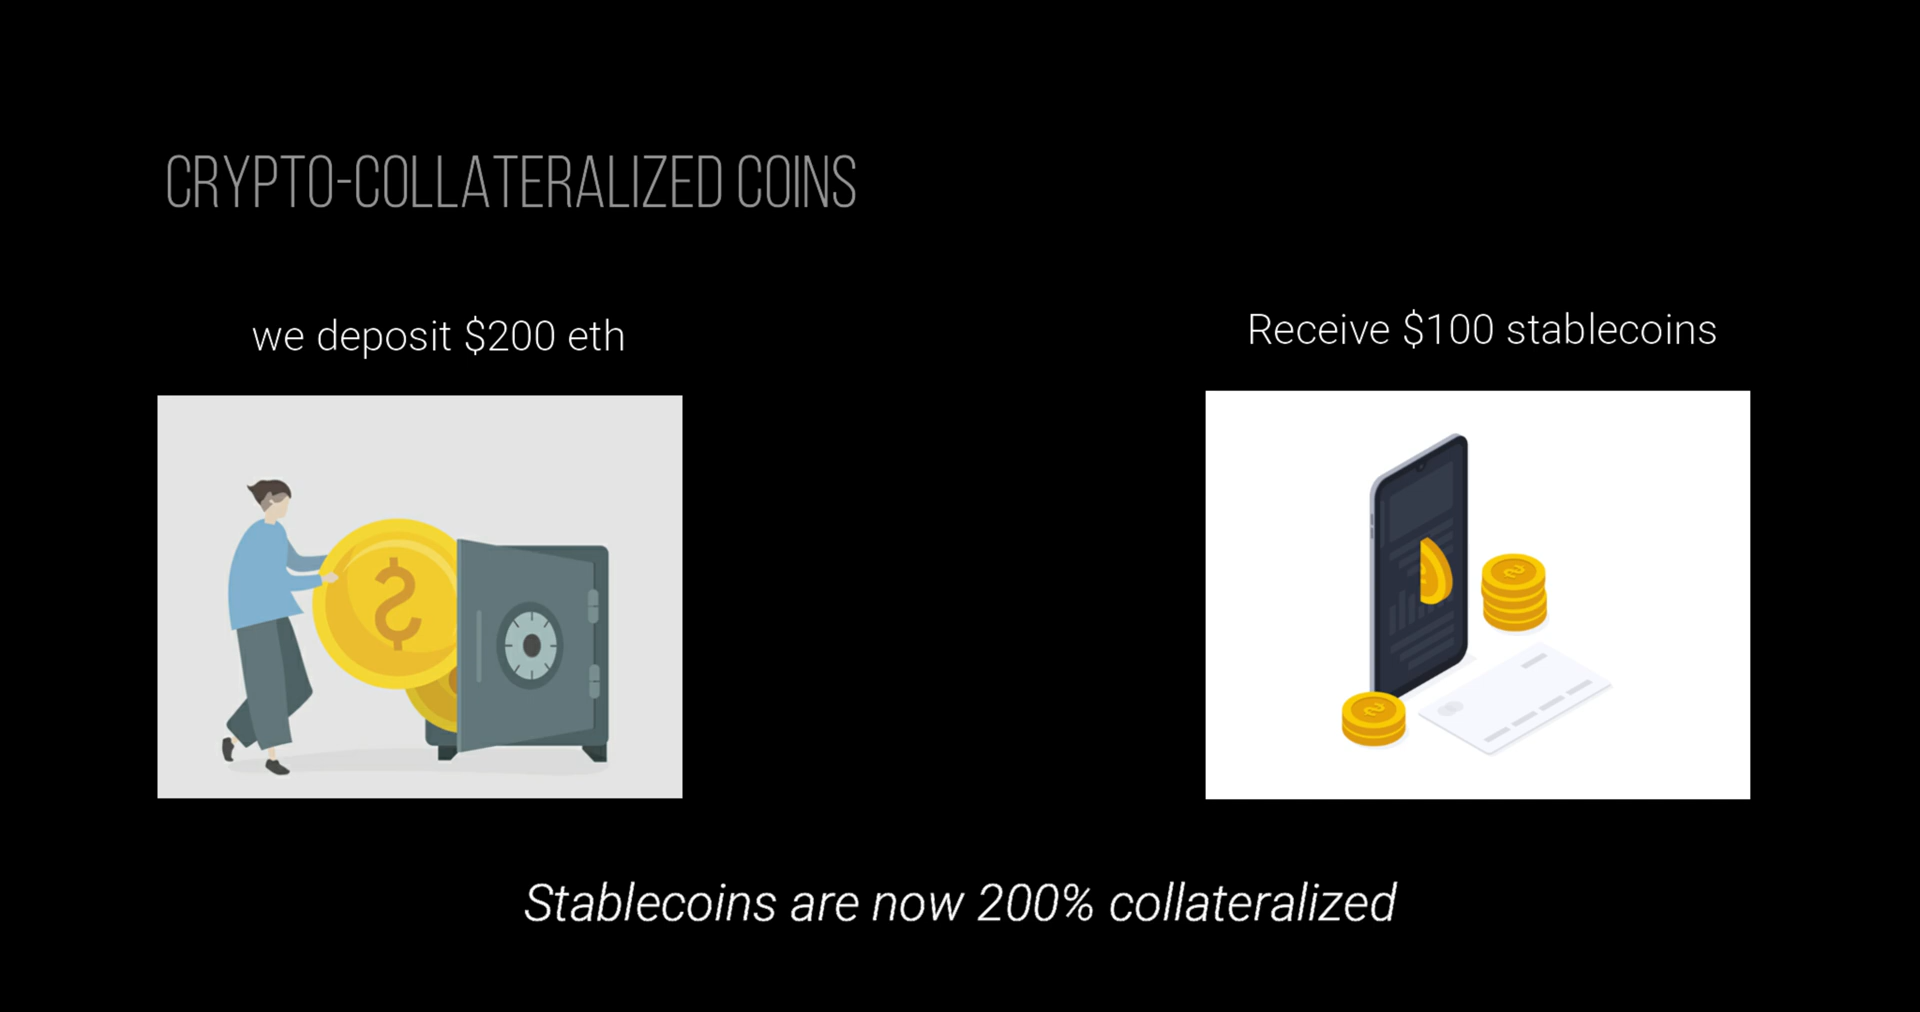 CRYPTO-COLLATERALIZED COINS
we deposit $200 eth
Receive $100 stablecoins
Stablecoins are now 200% collateralized